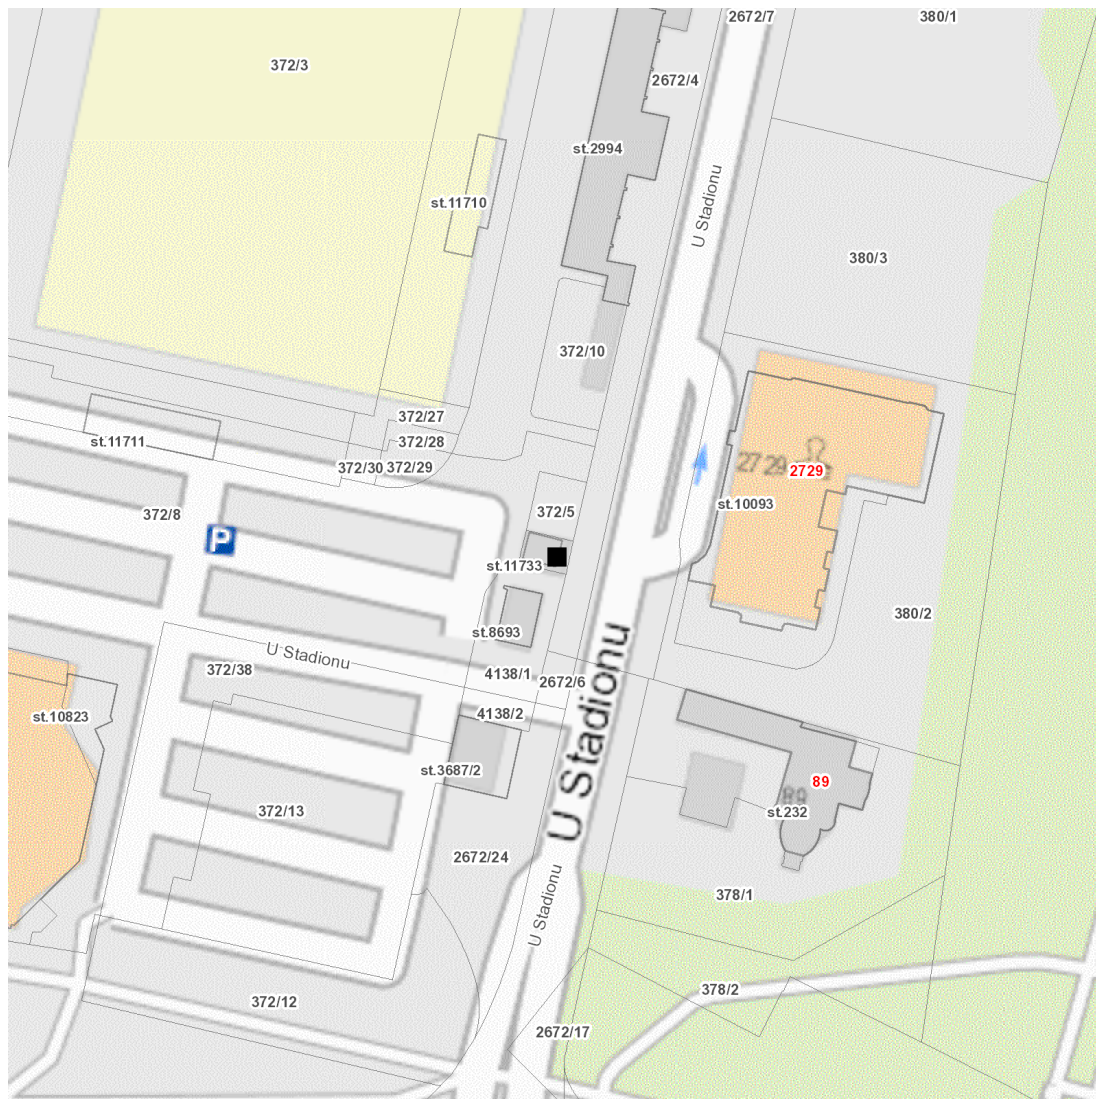 2672/7
380/1
372/3
2672/4
st.2994
st.11710
U Stadionu
380/3
372/10
372/27
st.11711
372/28
372/30
372/29
2729
2729
st.10093
372/8
372/5
P
st.11733
380/2
st.8693
U Stadionu
372/38
4138/1
2672/6
4138/2
st.10823
U Stadionu
st.3687/2
89
89
372/13
st.232
2672/24
378/1
U Stadionu
378/2
372/12
2672/17